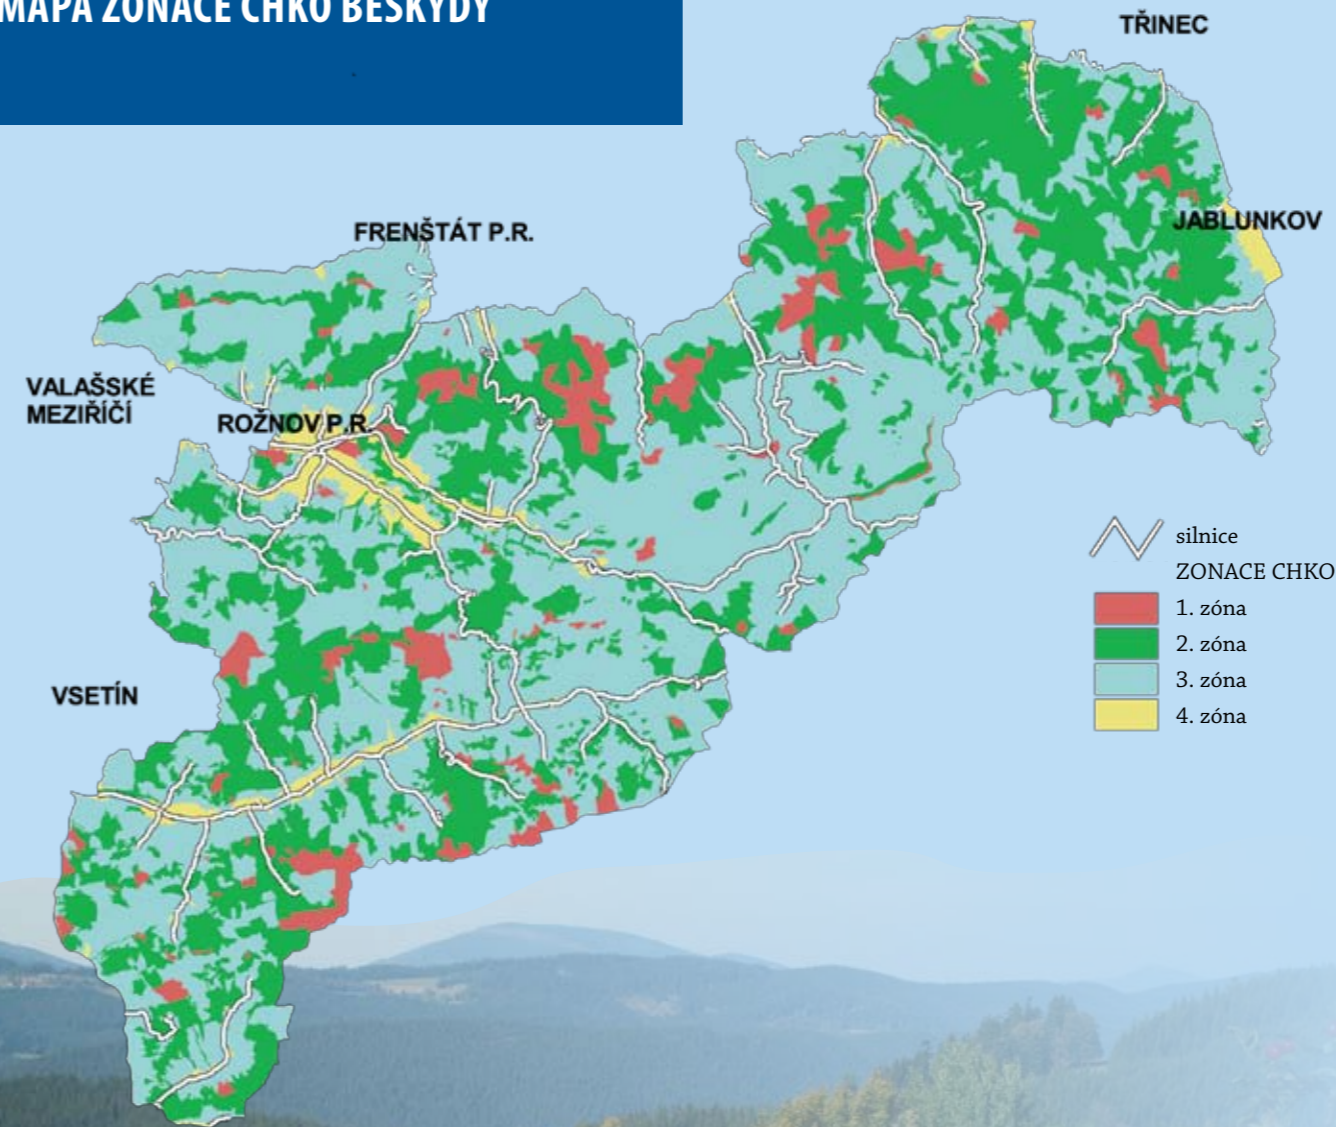 MAPA ZONACE CHKO BESKYDY
TŘINEC
JABLUNKOV
FRENŠTÁT P.R.
VALAŠSKÉ
MEZIŘÍČÍ
ROŽNOV P.R.
VSETÍN
silnice
ZONACE CHKO
1. zóna
2. zóna
3. zóna
4. zóna